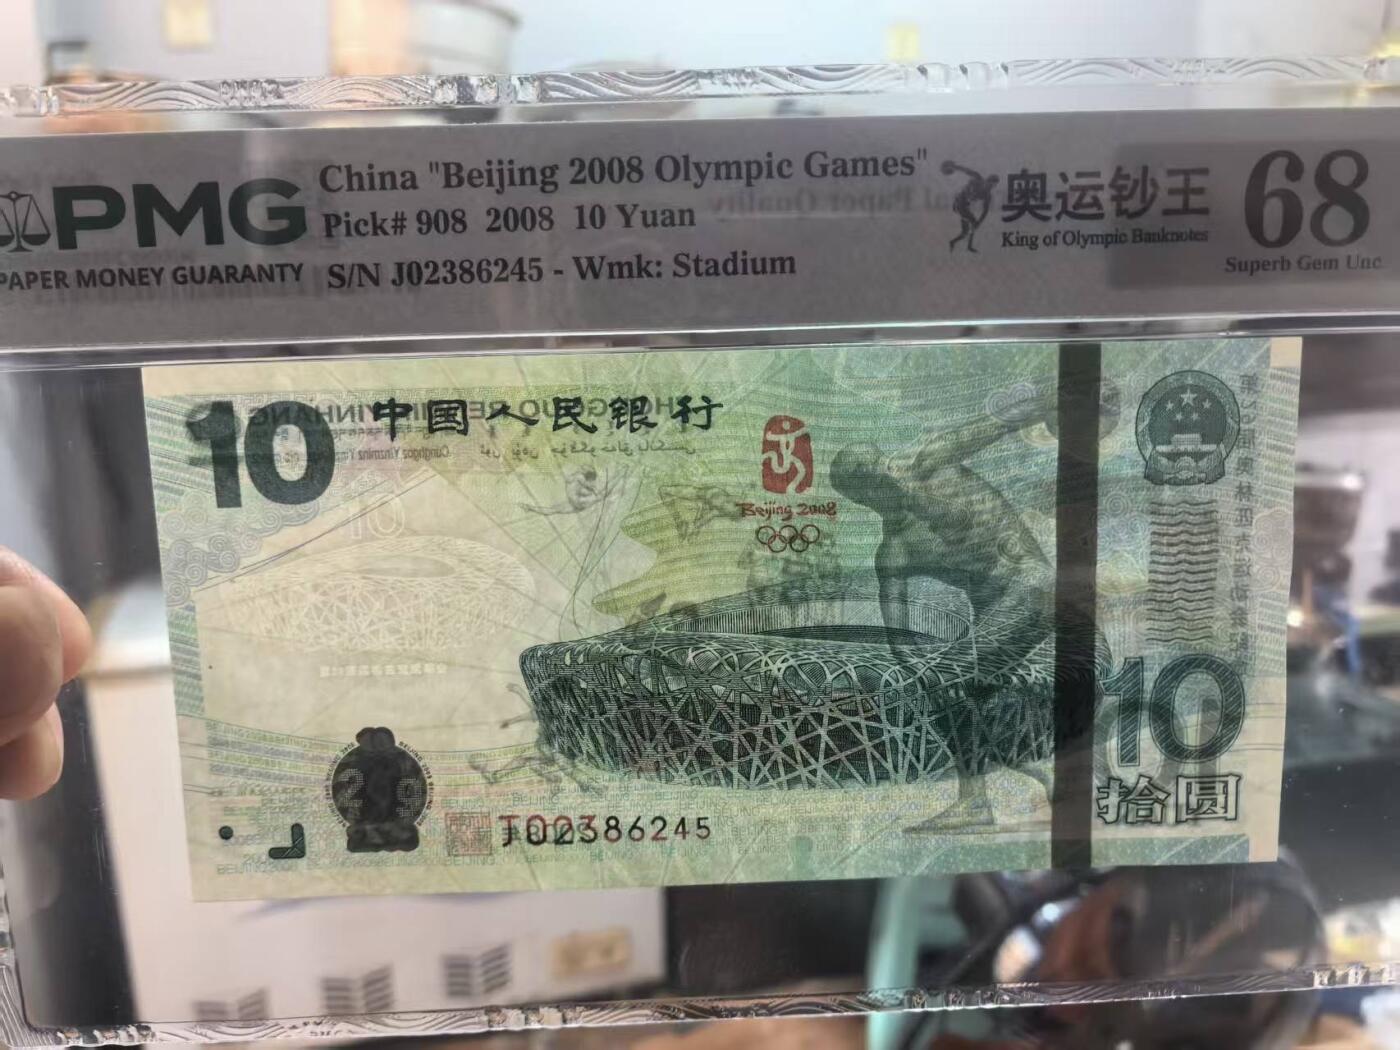 PMG
PAPER MONEY GUARANTY
China "Beijing 2008 Olympic Games"
Pick# 908 2008 10 Yuan
S/N J02386245 - Wmk: Stadium
奥运钞王
King of Olympic Banknotes
68
Superb Gem Unc
10
中国人民银行
Beijing 2008
J02386245
10
拾圆